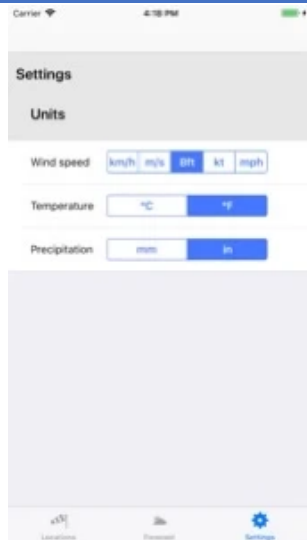 Carrier 4:18 PM
Settings
Units
Wind speed km/h m/s Bft kt mph
Temperature °C °F
Precipitation mm in
Locations Forecast Settings